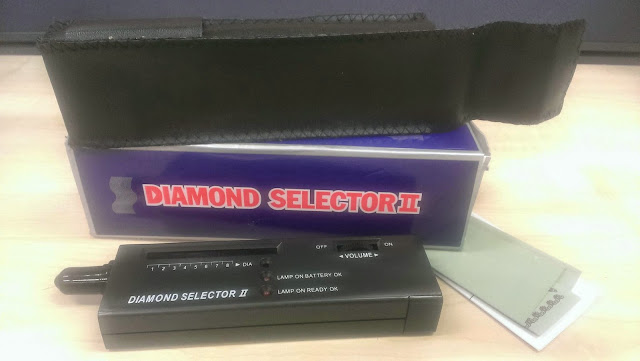 DIAMOND SELECTOR II
OFF ON
◄ VOLUME ►
1 2 3 4 5 6 7 8 ► DIA
LAMP ON BATTERY OK
LAMP ON READY OK
DIAMOND SELECTOR II